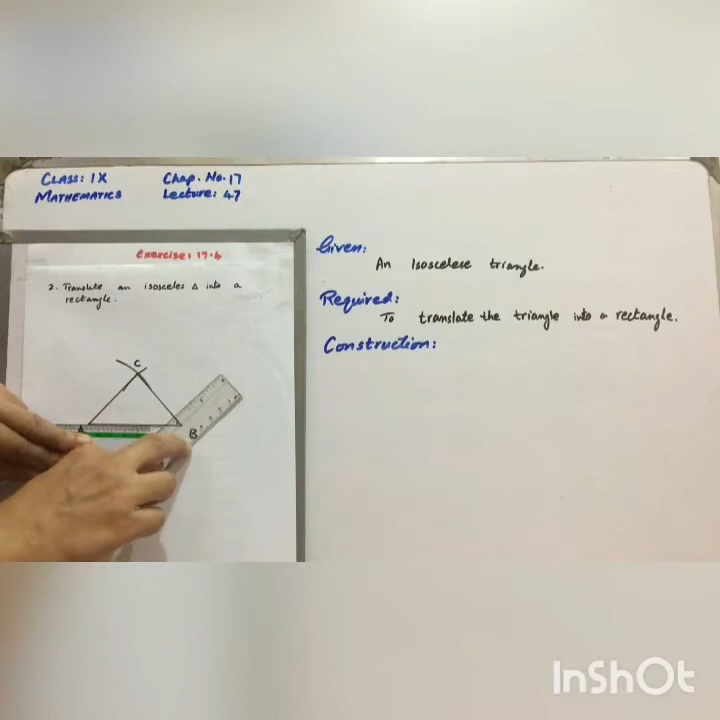 CLASS: IX Chap. No. 17
MATHEMATICS Lecture: 47
Exercise: 17.4
2- Translate an isosceles Δ into a
rectangle.
C
A
B
Given:
An Isoscelese triangle.
Required:
To translate the triangle into a rectangle.
Construction:
InShOt